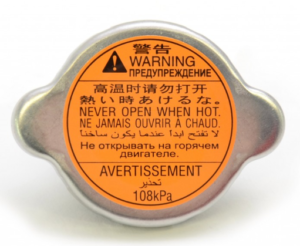 警告
WARNING
ПРЕДУПРЕЖДЕНИЕ
高温时请勿打开
熱い時あけるな。
NEVER OPEN WHEN HOT.
NE JAMAIS OUVRIR À CHAUD.
لا تفتح ابداً عندما يكون ساخناً
Не открывать на горячем
двигателе.
AVERTISSEMENT
تحذير
108kPa